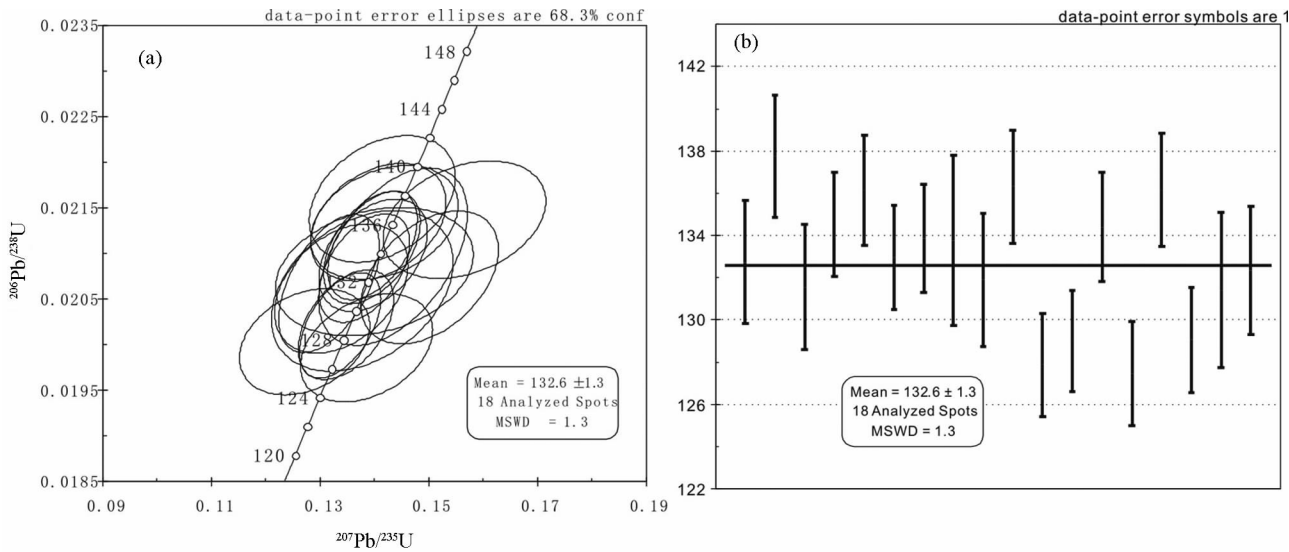 data-point error ellipses are 68.3% conf
(a)
0.0235
0.0225
0.0215
0.0205
0.0195
0.0185
206Pb/238U
148
144
140
136
32
128
124
120
Mean = 132.6 ±1.3
18 Analyzed Spots
MSWD = 1.3
0.09 0.11 0.13 0.15 0.17 0.19
207Pb/235U
data-point error symbols are 1
(b)
142
138
134
130
126
122
Mean = 132.6 ± 1.3
18 Analyzed Spots
MSWD = 1.3